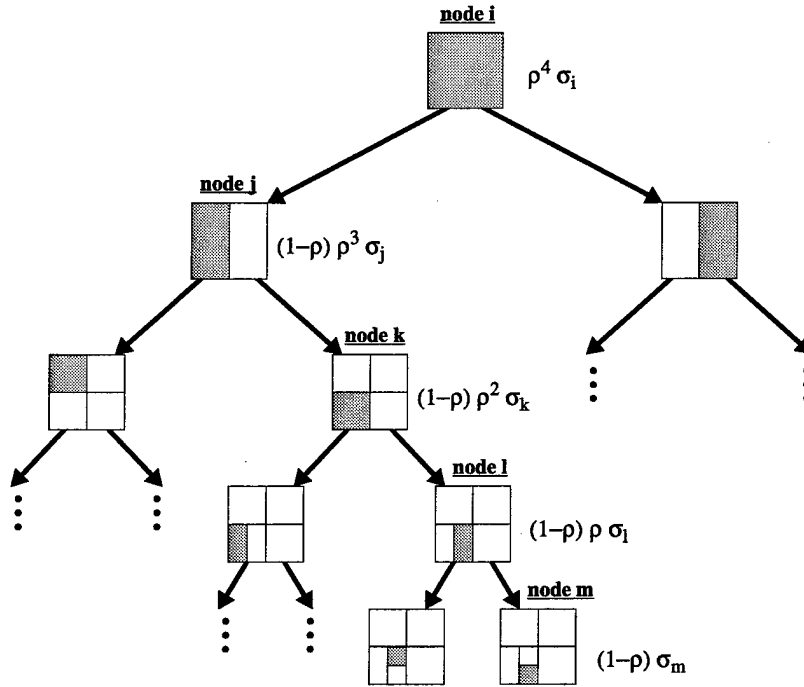 node i
ρ⁴ σᵢ
node j
(1–ρ) ρ³ σⱼ
node k
(1–ρ) ρ² σₖ
node l
(1–ρ) ρ σₗ
node m
(1–ρ) σₘ